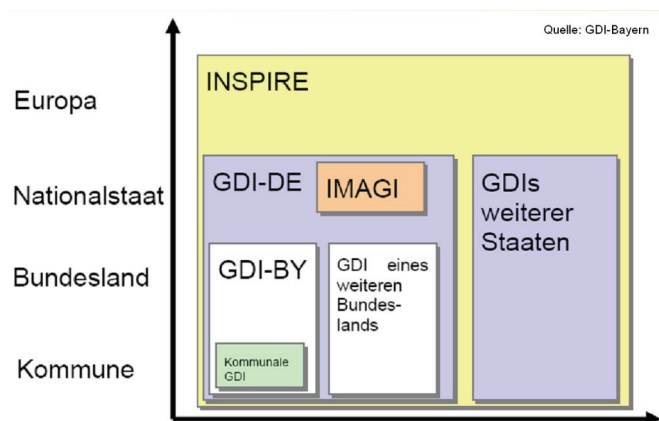 Quelle: GDI-Bayern
Europa
INSPIRE
Nationalstaat
GDI-DE
IMAGI
GDIs
weiterer
Staaten
Bundesland
GDI-BY
GDI eines
weiteren
Bundes-
lands
Kommune
Kommunale
GDI